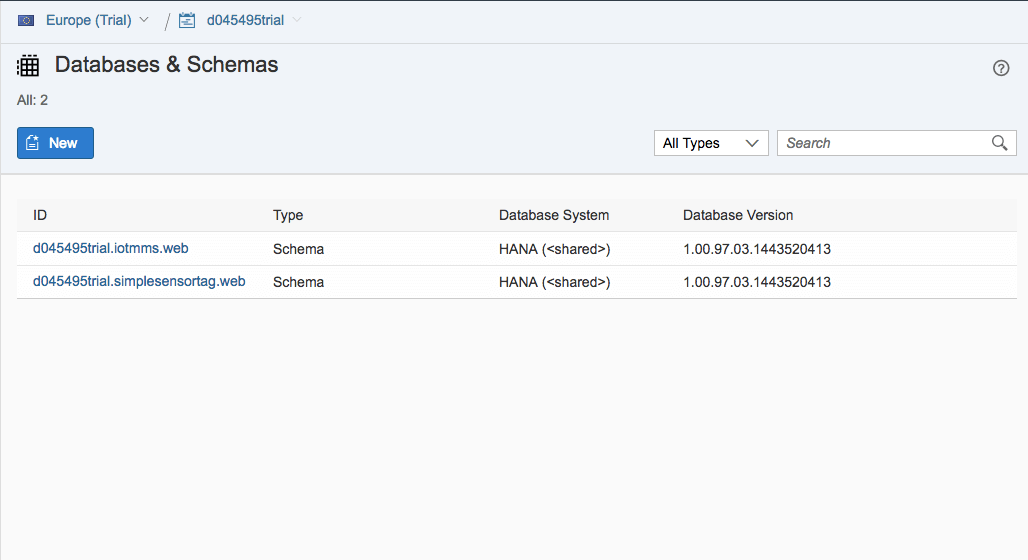 Europe (Trial) / d045495trial
Databases & Schemas
All: 2
New All Types Search
ID Type Database System Database Version
d045495trial.iotmms.web Schema HANA (<shared>) 1.00.97.03.1443520413
d045495trial.simplesensortag.web Schema HANA (<shared>) 1.00.97.03.1443520413